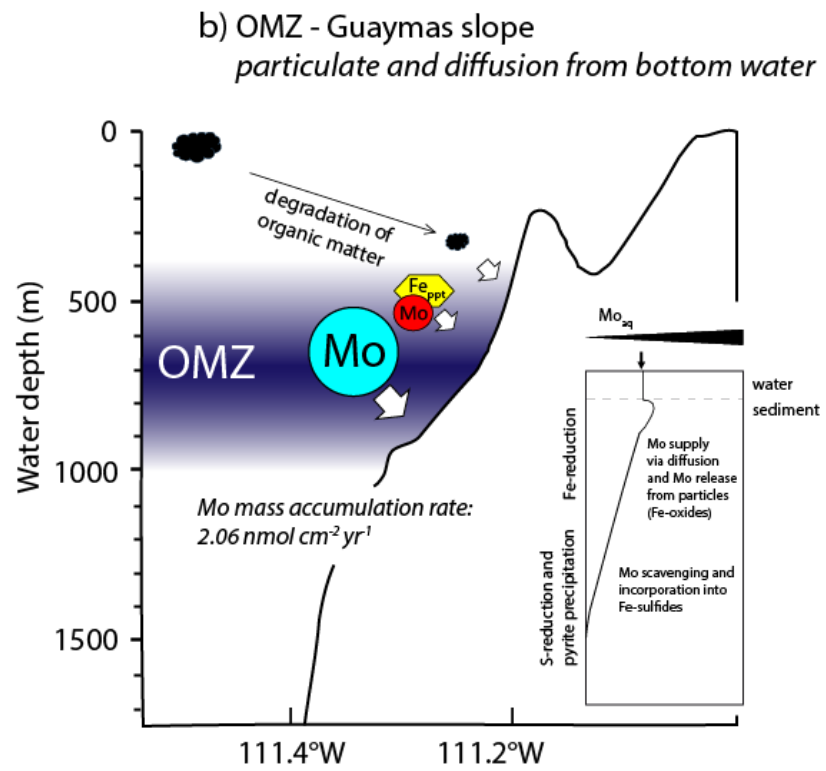 b) OMZ - Guaymas slope
particulate and diffusion from bottom water
0
degradation of
organic matter
500
Fe ppt
Mo
Mo
OMZ
Water depth (m)
1000
Mo mass accumulation rate:
2.06 nmol cm⁻² yr¹
1500
111.4°W
111.2°W
Mo aq
water
sediment
Fe-reduction
Mo supply
via diffusion
and Mo release
from particles
(Fe-oxides)
S-reduction and
pyrite precipitation
Mo scavenging and
incorporation into
Fe-sulfides